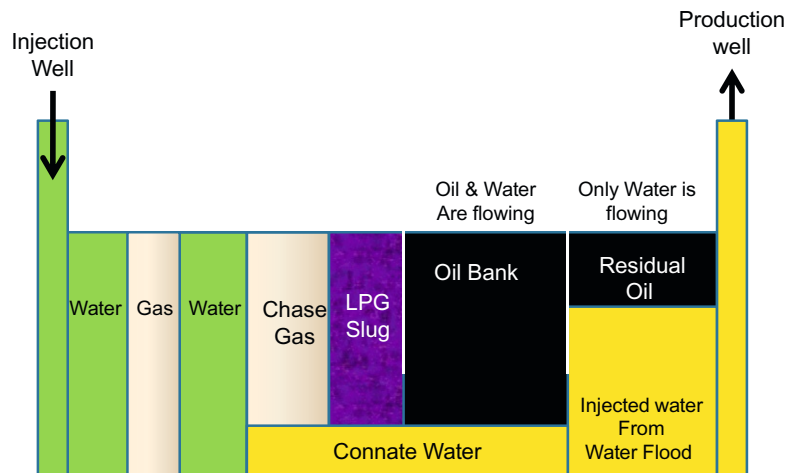 Injection
Well
Production
well
Oil & Water
Are flowing
Only Water is
flowing
Water
Gas
Water
Chase
Gas
LPG
Slug
Oil Bank
Residual
Oil
Connate Water
Injected water
From
Water Flood